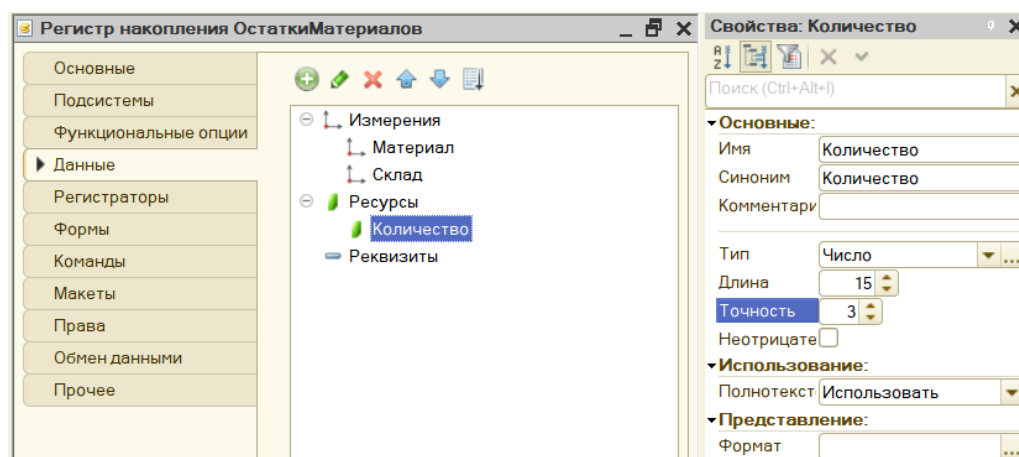 Регистр накопления ОстаткиМатериалов
Основные
Подсистемы
Функциональные опции
Данные
Регистраторы
Формы
Команды
Макеты
Права
Обмен данными
Прочее
Измерения
Материал
Склад
Ресурсы
Количество
Реквизиты
Свойства: Количество
Поиск (Ctrl+Alt+I)
Основные:
Имя Количество
Синоним Количество
Комментари
Тип Число ...
Длина 15
Точность 3
Неотрицате
Использование:
Полнотекст Использовать
Представление:
Формат ...